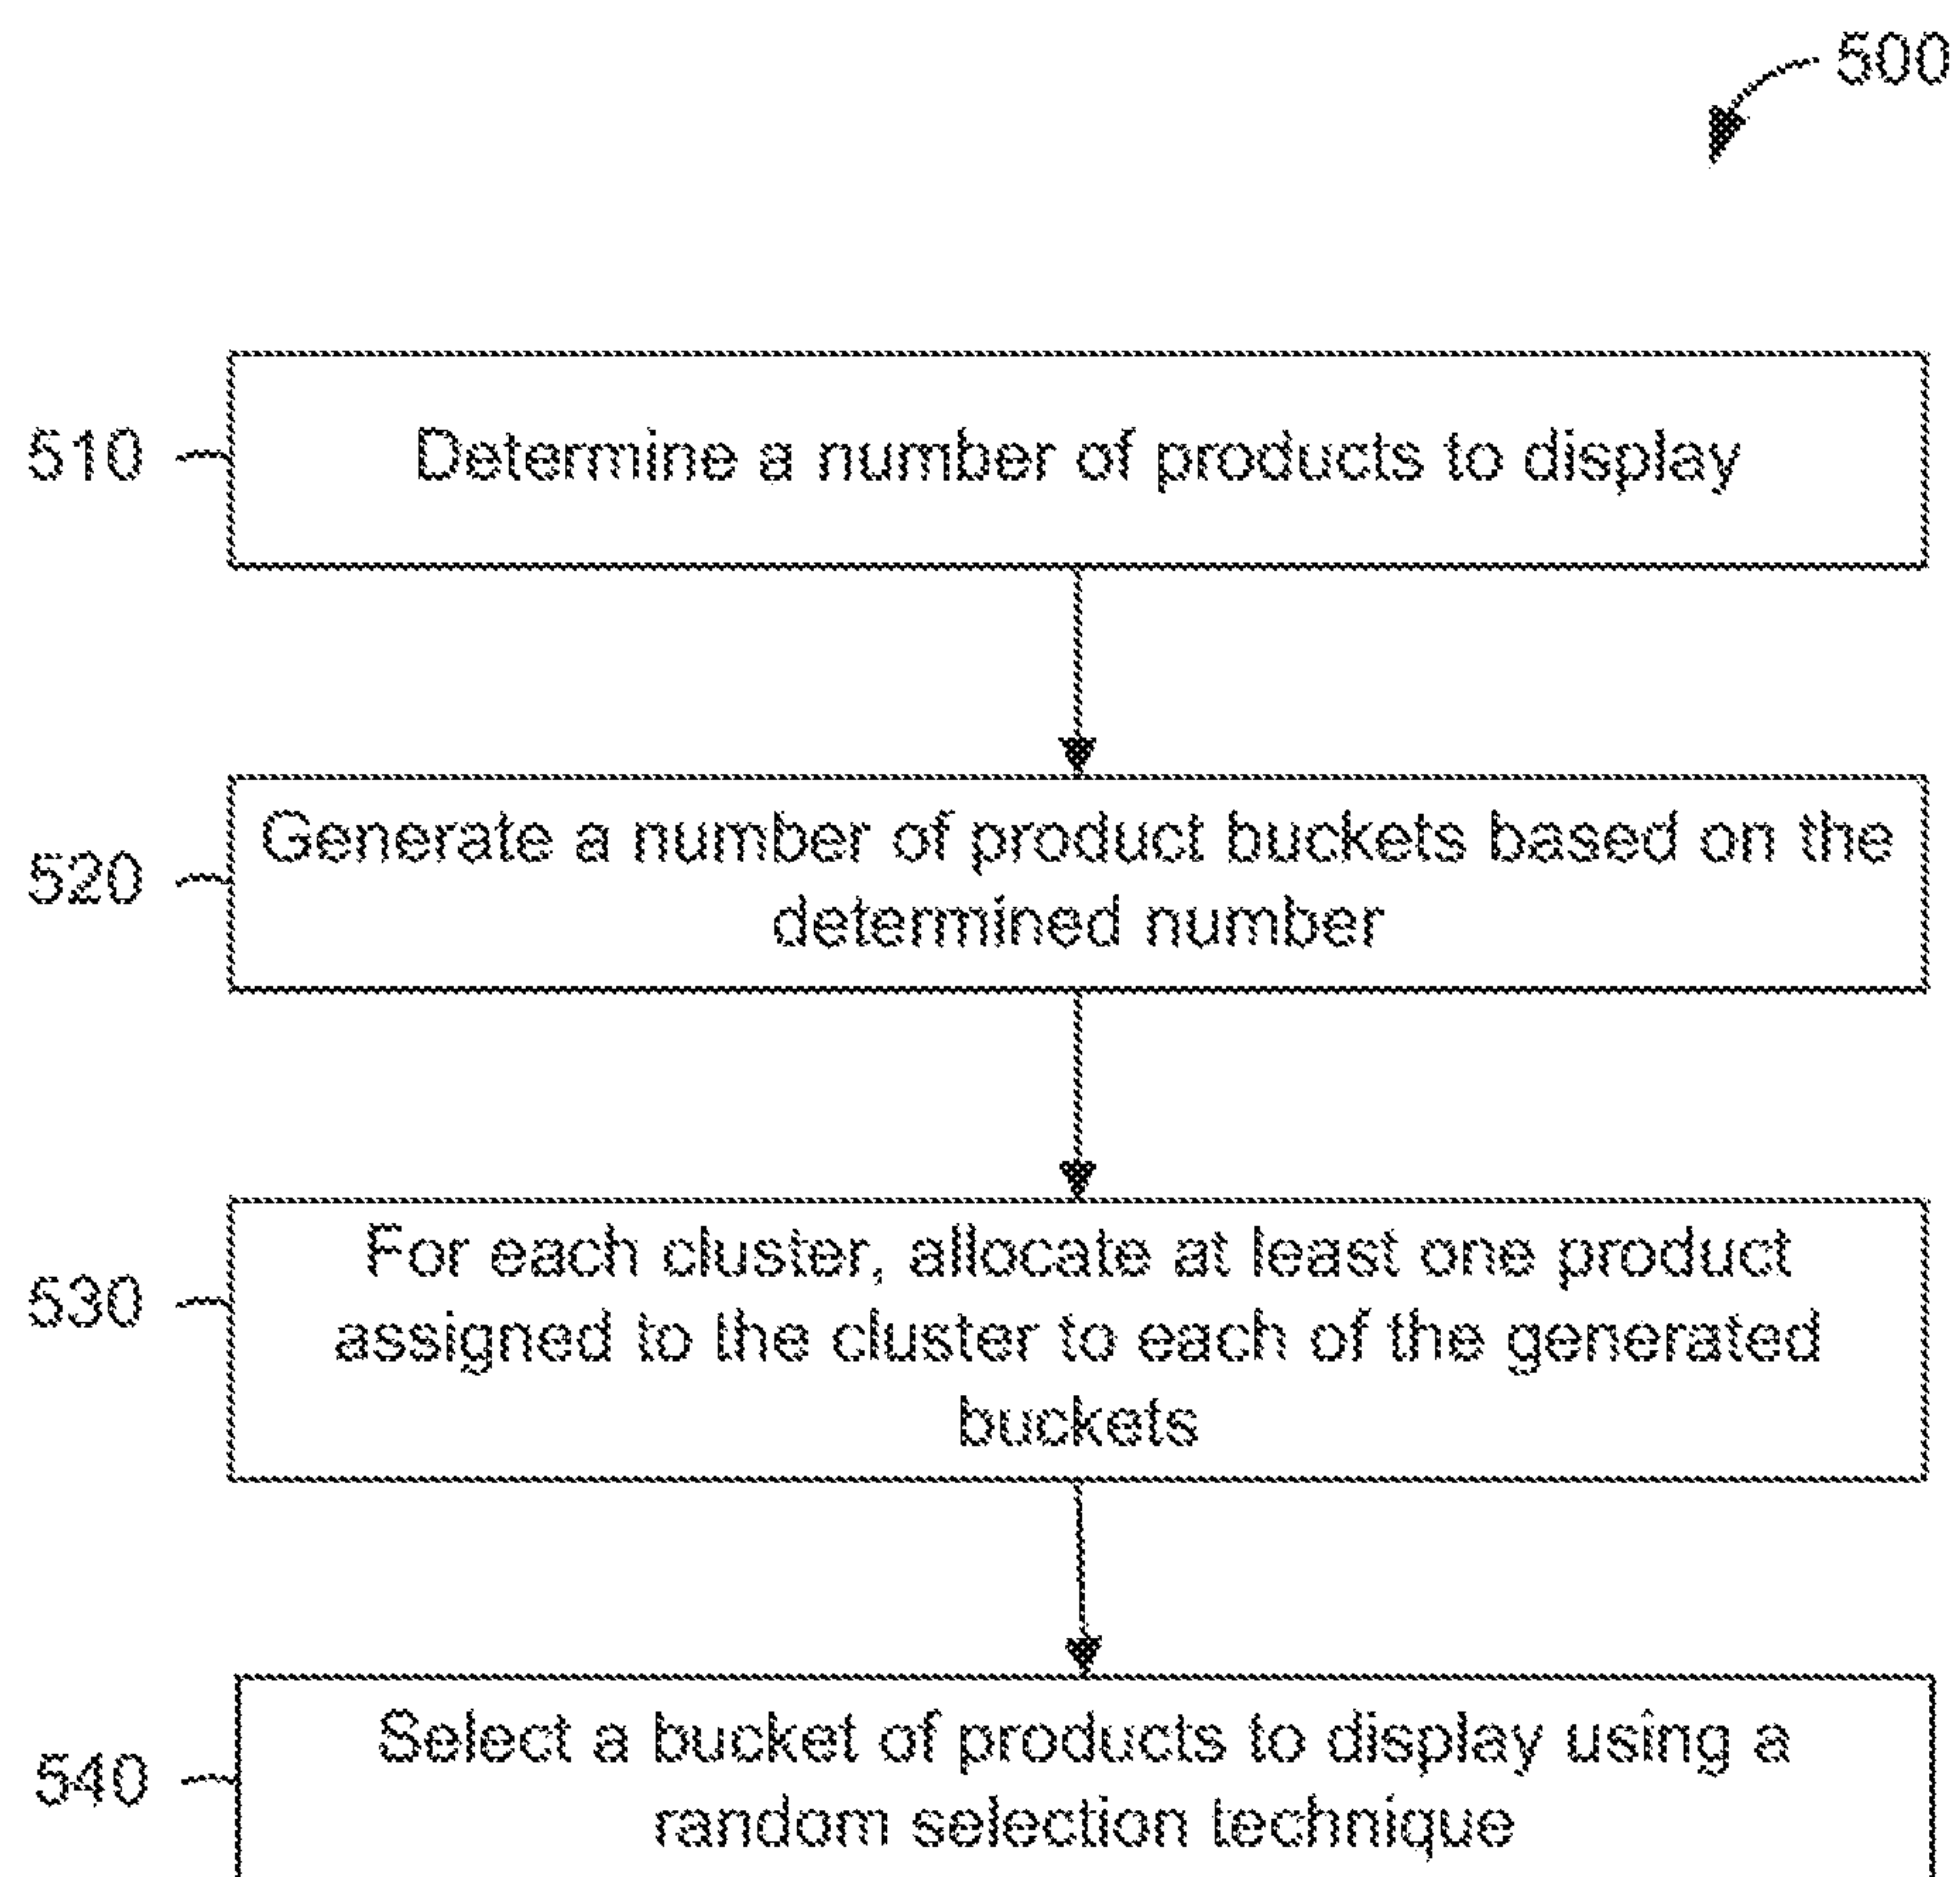 500
510
Determine a number of products to display
520
Generate a number of product buckets based on the
determined number
530
For each cluster, allocate at least one product
assigned to the cluster to each of the generated
buckets
540
Select a bucket of products to display using a
random selection technique